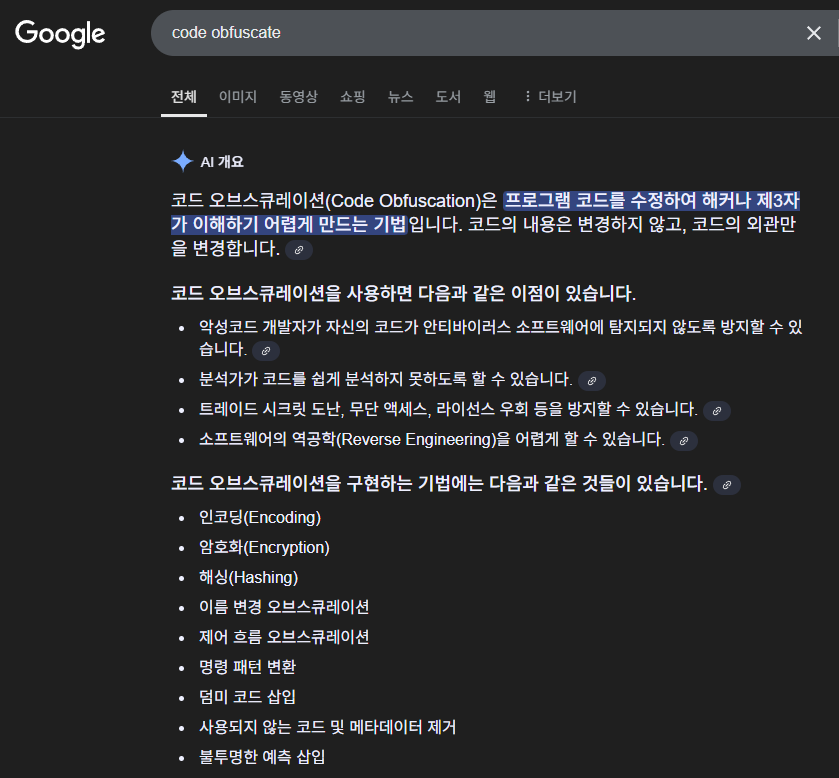 Google
code obfuscate
전체 이미지 동영상 쇼핑 뉴스 도서 웹 더보기
AI 개요
코드 오브스큐레이션(Code Obfuscation)은 프로그램 코드를 수정하여 해커나 제3자
가 이해하기 어렵게 만드는 기법입니다. 코드의 내용은 변경하지 않고, 코드의 외관만
을 변경합니다.
코드 오브스큐레이션을 사용하면 다음과 같은 이점이 있습니다.
악성코드 개발자가 자신의 코드가 안티바이러스 소프트웨어에 탐지되지 않도록 방지할 수 있
습니다.
분석가가 코드를 쉽게 분석하지 못하도록 할 수 있습니다.
트레이드 시크릿 도난, 무단 액세스, 라이선스 우회 등을 방지할 수 있습니다.
소프트웨어의 역공학(Reverse Engineering)을 어렵게 할 수 있습니다.
코드 오브스큐레이션을 구현하는 기법에는 다음과 같은 것들이 있습니다.
인코딩(Encoding)
암호화(Encryption)
해싱(Hashing)
이름 변경 오브스큐레이션
제어 흐름 오브스큐레이션
명령 패턴 변환
덤미 코드 삽입
사용되지 않는 코드 및 메타데이터 제거
불투명한 예측 삽입